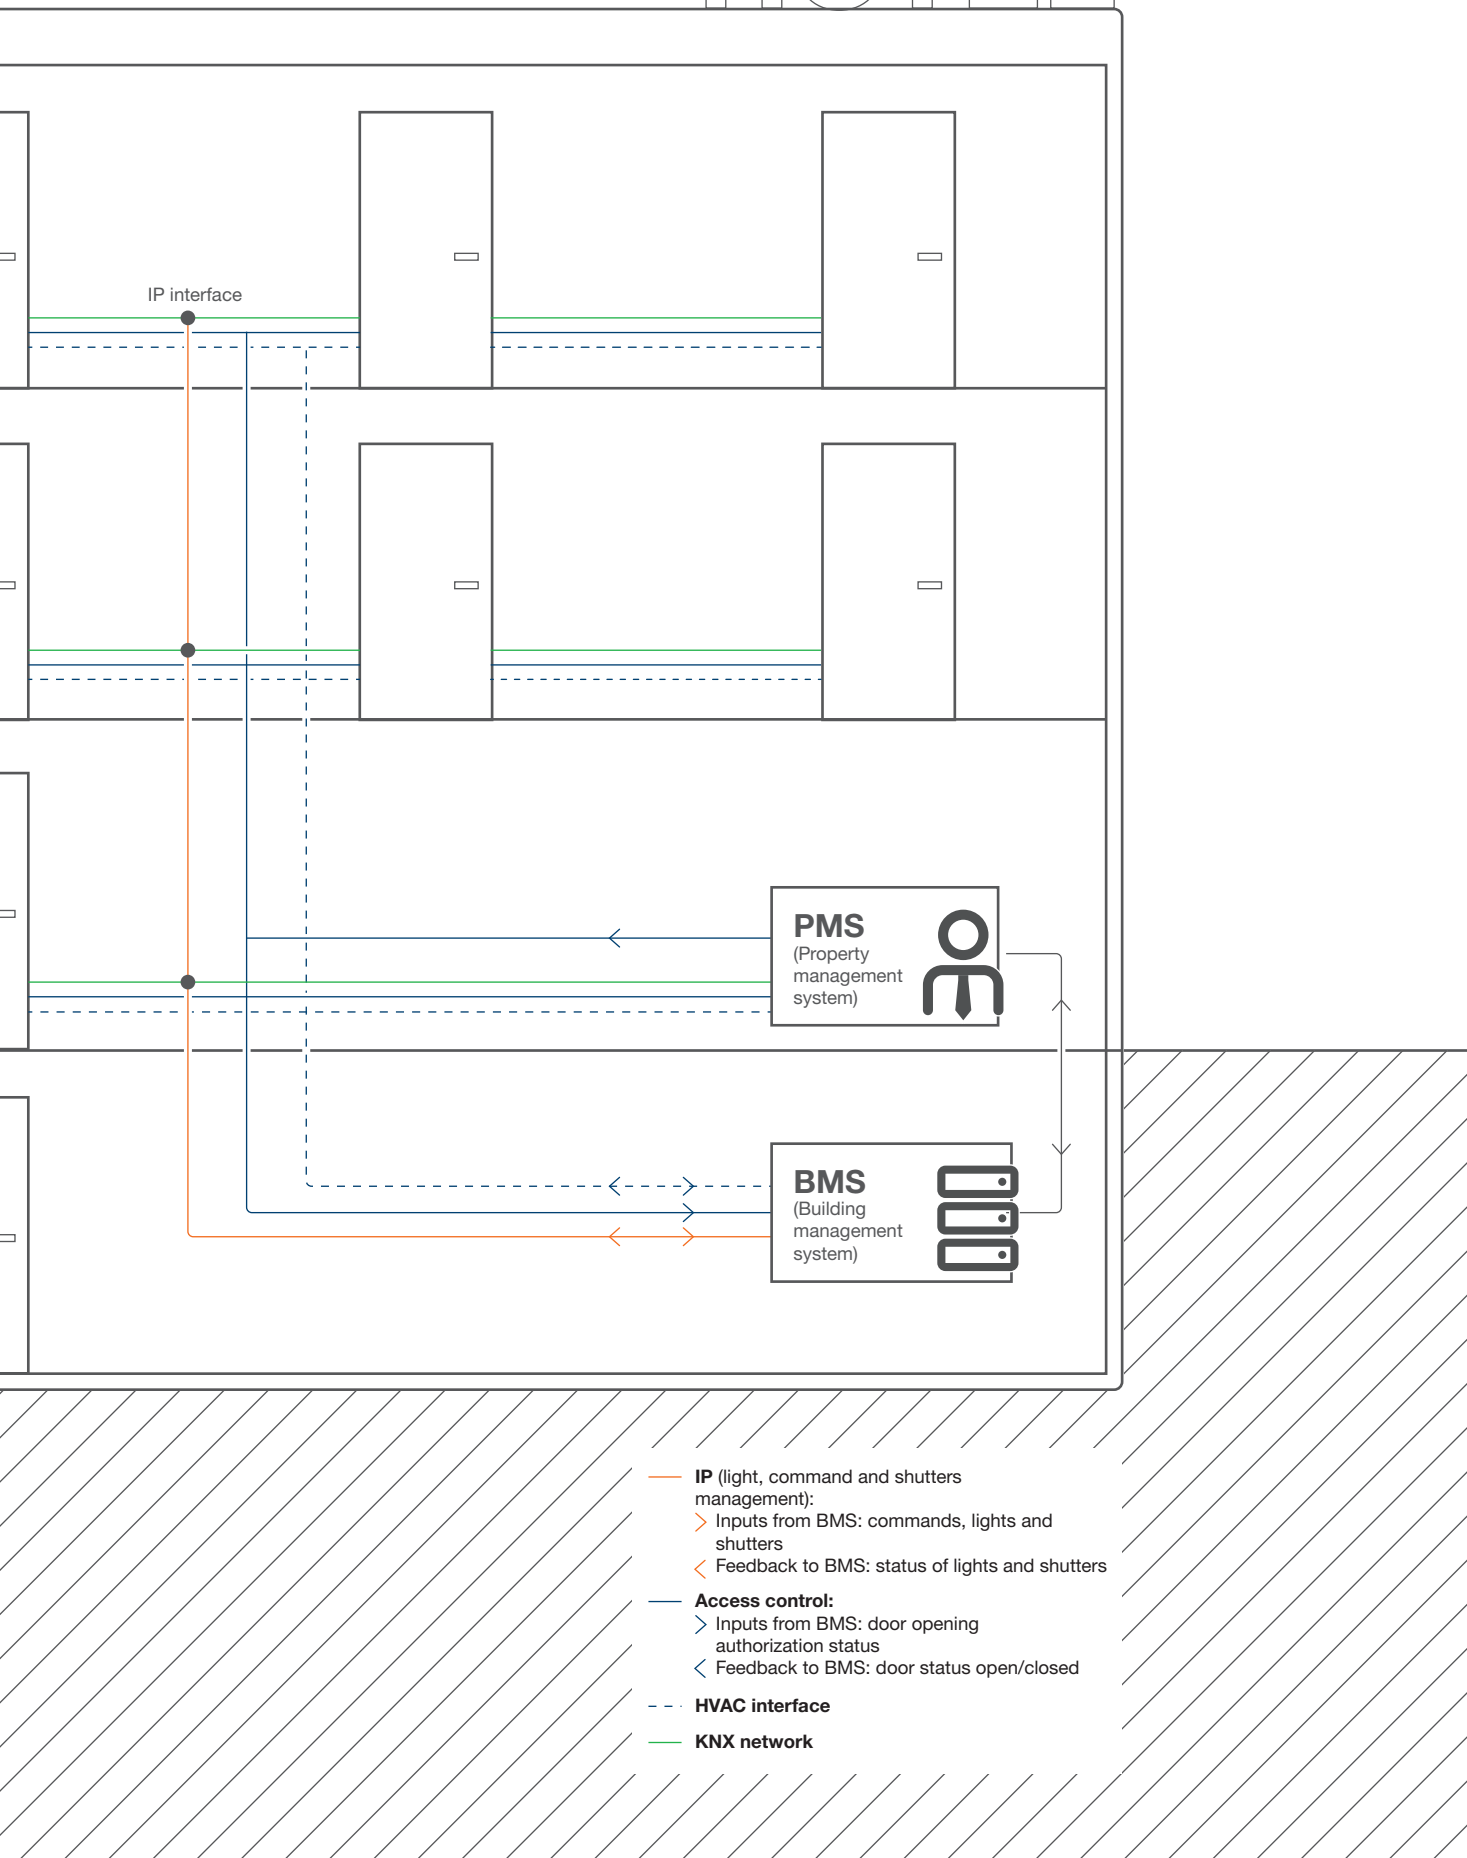 IP interface
PMS
(Property
management
system)
BMS
(Building
management
system)
IP (light, command and shutters
management):
Inputs from BMS: commands, lights and
shutters
Feedback to BMS: status of lights and shutters
Access control:
Inputs from BMS: door opening
authorization status
Feedback to BMS: door status open/closed
HVAC interface
KNX network